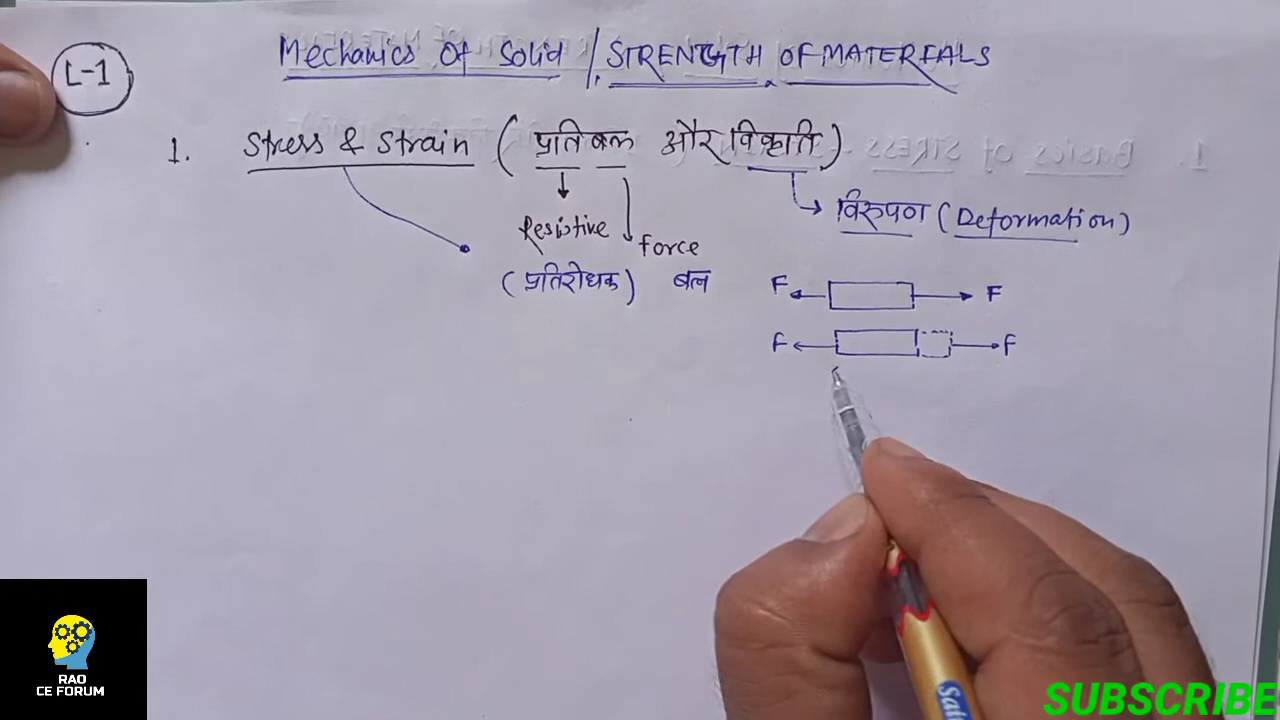 L-1
Mechanics Of Solid / STRENGTH OF MATERIALS
1. Stress & Strain ( प्रतिबल और विकृति )
विरुपण ( Deformation )
Resistive
force
( प्रतिरोधक ) बल
F F
F F
RAO
CE FORUM
SUBSCRIBE